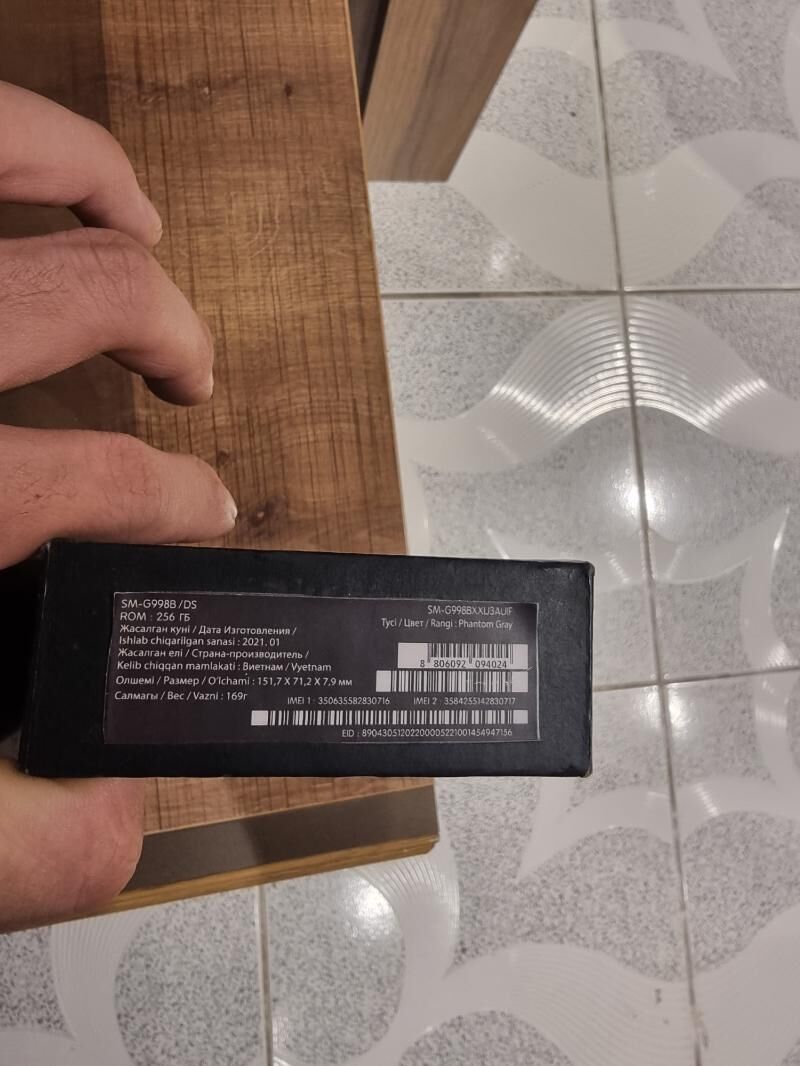 SM-G998B /DS
ROM : 256 ГБ
Жасалған күні / Дата Изготовления /
Ishlab chiqarilgan sanasi : 2021. 01
Жасалған елі / Страна-производитель /
Kelib chiqqan mamlakati : Виетнам / Vyetnam
Өлшемі / Размер / O'lchami : 151,7 X 71,2 X 7,9 мм
Салмағы / Вес / Vazni : 169г
SM-G998BXXU3AUIF
Түсі / Цвет / Rangi : Phantom Gray
8 806092 094024
IMEI 1 : 350635582830716 IMEI 2 : 3584255142830717
EID : 89043051202200005221001454947156